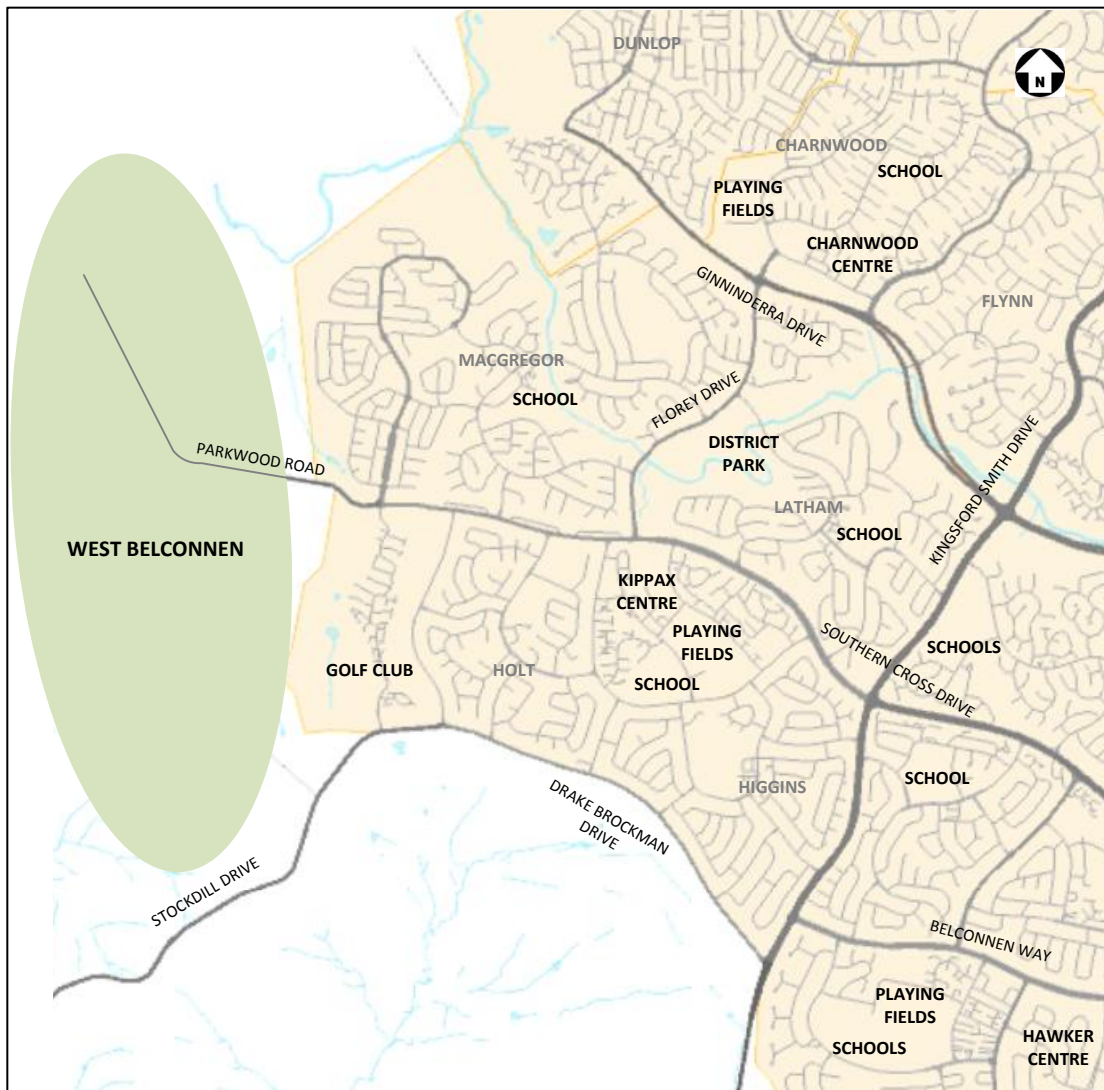 DUNLOP
N
CHARNWOOD
SCHOOL
PLAYING
FIELDS
CHARNWOOD
CENTRE
GINNINDERRA DRIVE
FLYNN
MACGREGOR
SCHOOL
FLOREY DRIVE
DISTRICT
PARK
PARKWOOD ROAD
KINGSFORD SMITH DRIVE
LATHAM
SCHOOL
WEST BELCONNEN
KIPPAX
CENTRE
PLAYING
FIELDS
SOUTHERN CROSS DRIVE
SCHOOLS
GOLF CLUB
HOLT
SCHOOL
HIGGINS
SCHOOL
DRAKE BROCKMAN
DRIVE
STOCKDILL DRIVE
BELCONNEN WAY
PLAYING
FIELDS
SCHOOLS
HAWKER
CENTRE